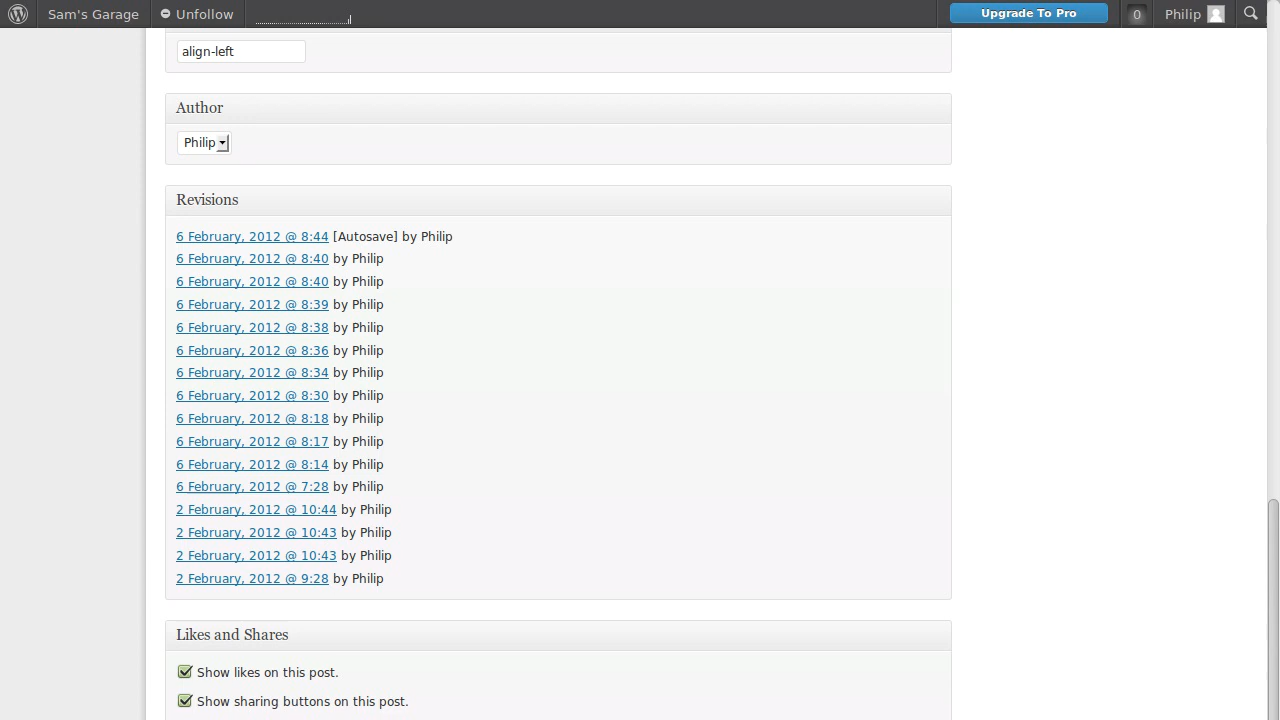 Sam's Garage Unfollow Upgrade To Pro 0 Philip
align-left
Author
Philip
Revisions
6 February, 2012 @ 8:44 [Autosave] by Philip
6 February, 2012 @ 8:40 by Philip
6 February, 2012 @ 8:40 by Philip
6 February, 2012 @ 8:39 by Philip
6 February, 2012 @ 8:38 by Philip
6 February, 2012 @ 8:36 by Philip
6 February, 2012 @ 8:34 by Philip
6 February, 2012 @ 8:30 by Philip
6 February, 2012 @ 8:18 by Philip
6 February, 2012 @ 8:17 by Philip
6 February, 2012 @ 8:14 by Philip
6 February, 2012 @ 7:28 by Philip
2 February, 2012 @ 10:44 by Philip
2 February, 2012 @ 10:43 by Philip
2 February, 2012 @ 10:43 by Philip
2 February, 2012 @ 9:28 by Philip
Likes and Shares
Show likes on this post.
Show sharing buttons on this post.